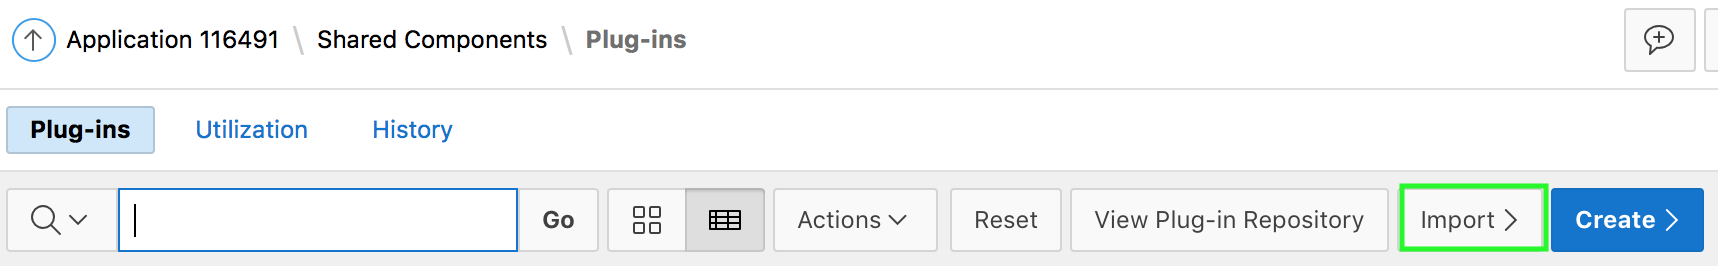 Application 116491 \ Shared Components \ Plug-ins
Plug-ins Utilization History
Go Actions Reset View Plug-in Repository Import > Create >